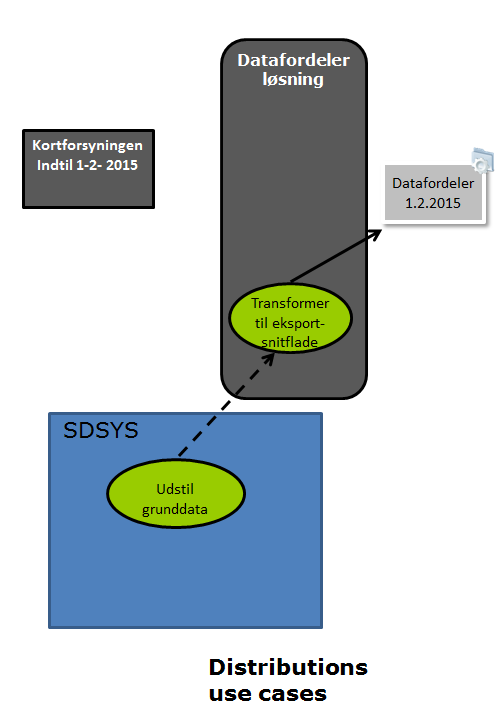 Datafordeler
løsning
Kortforsyningen
Indtil 1-2- 2015
Datafordeler
1.2.2015
Transformer
til eksport-
snitflade
SDSYS
Udstil
grunddata
Distributions
use cases